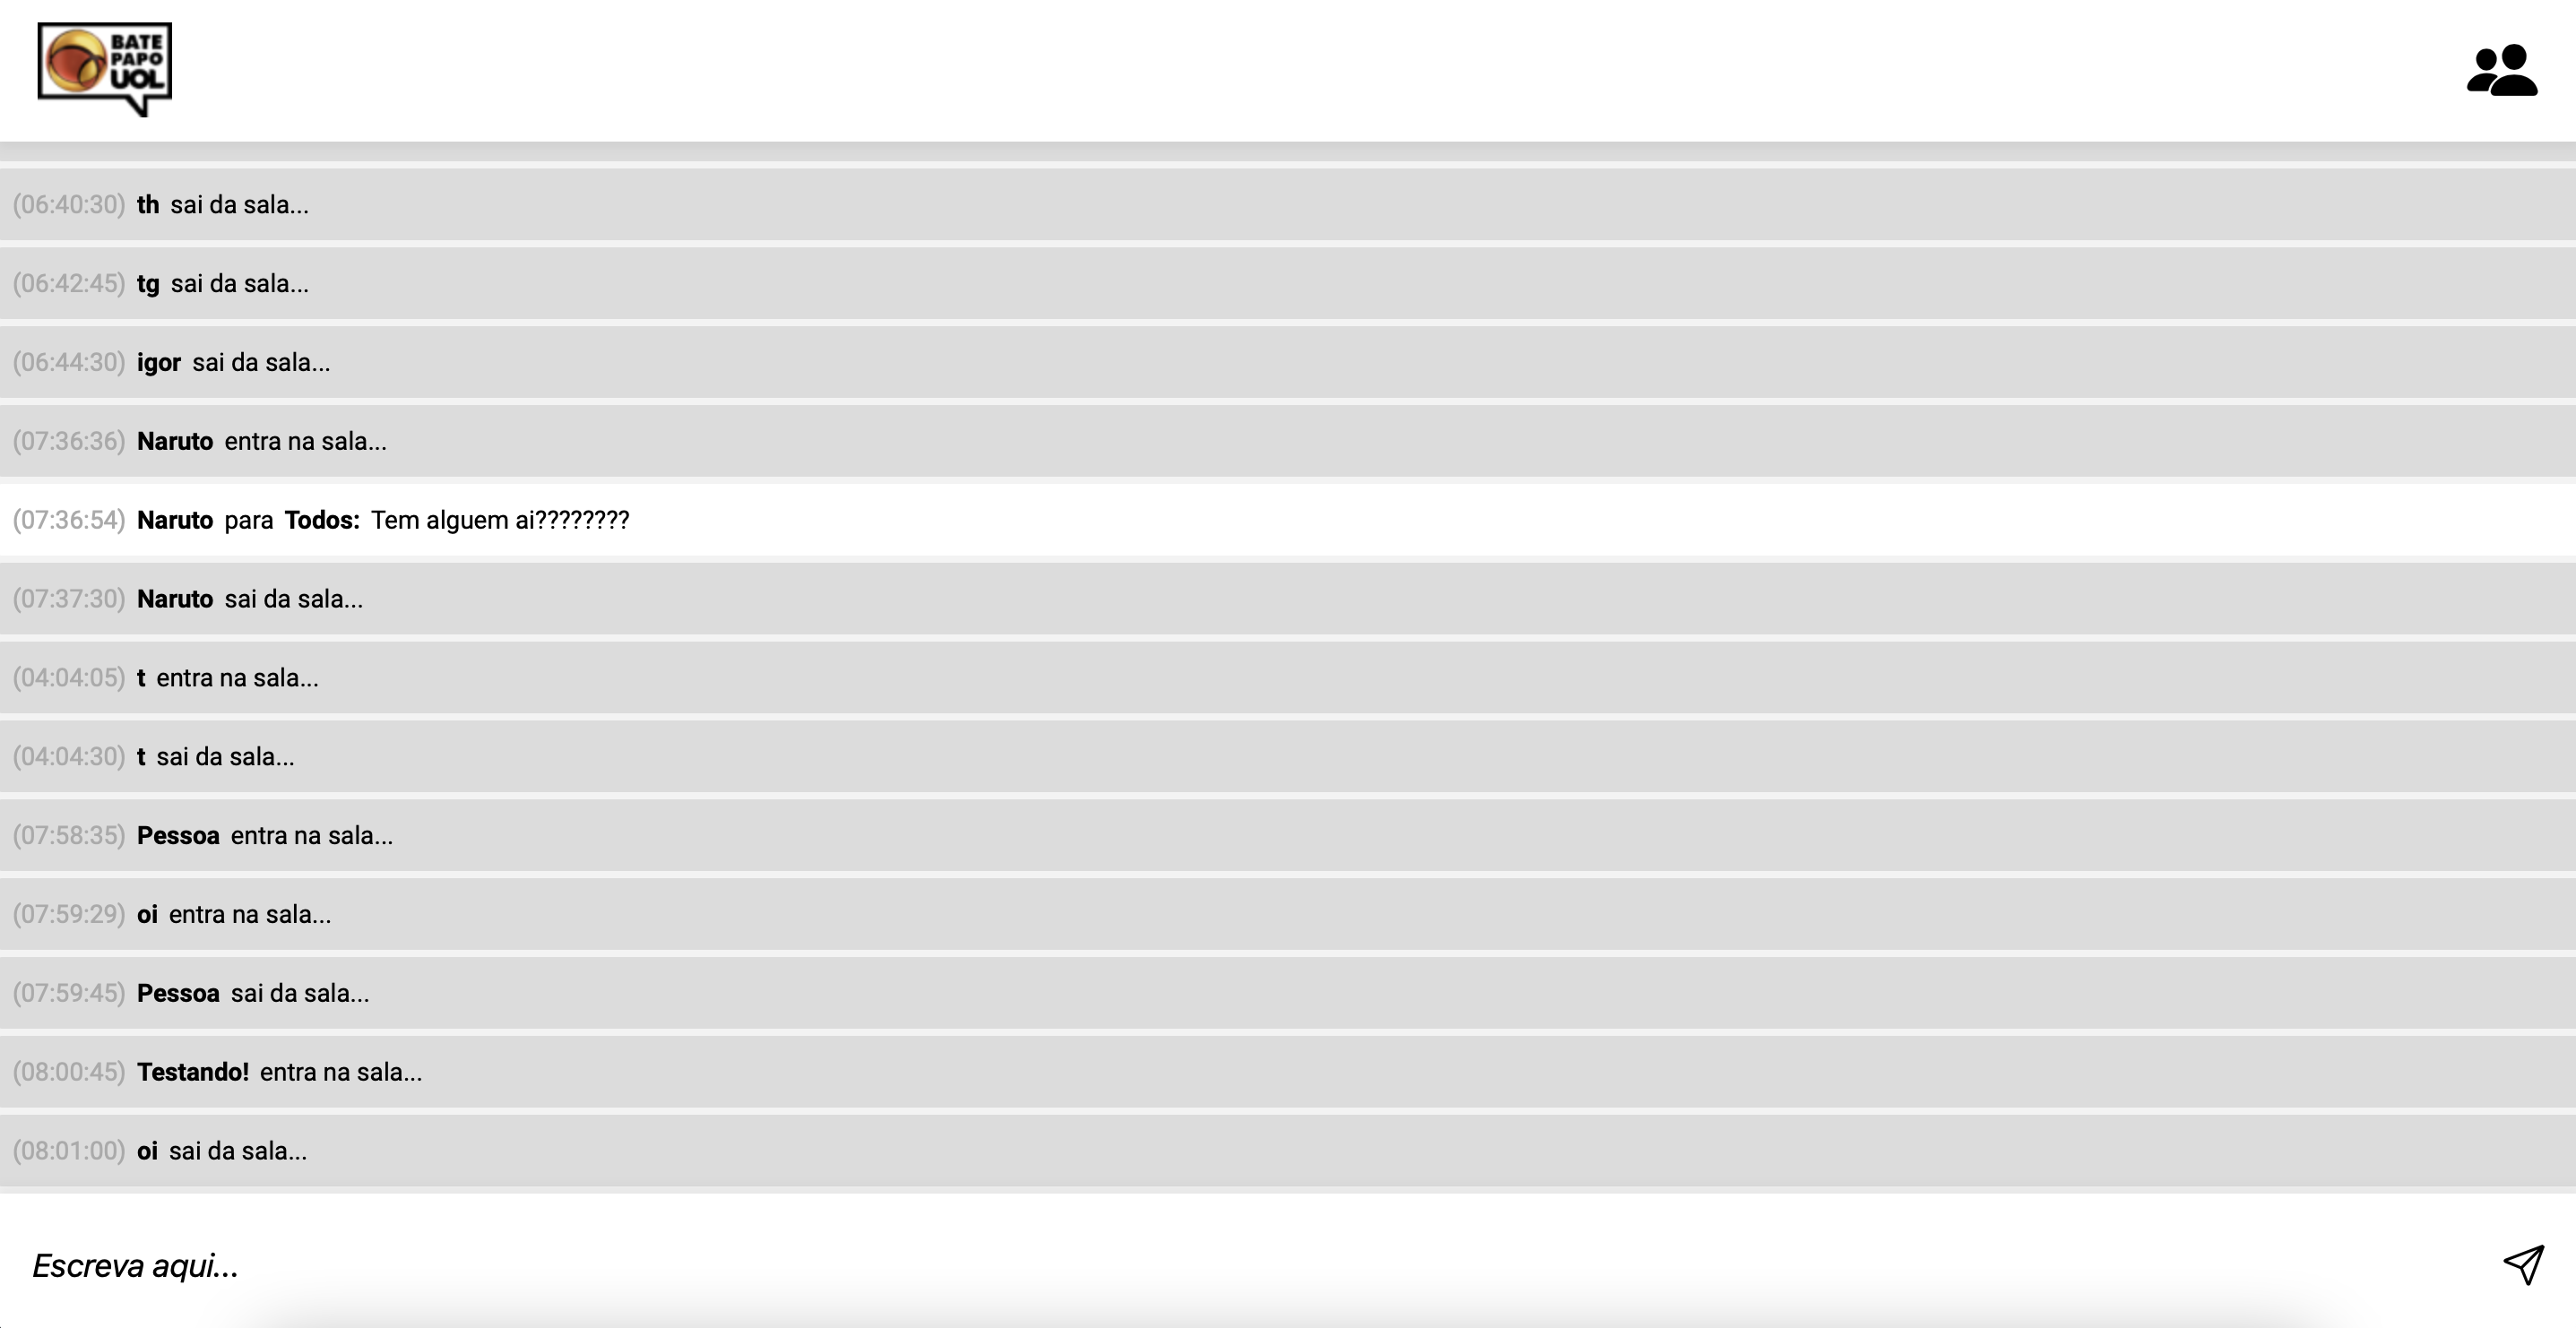 BATE
PAPO
UOL
(06:40:30) th sai da sala...
(06:42:45) tg sai da sala...
(06:44:30) igor sai da sala...
(07:36:36) Naruto entra na sala...
(07:36:54) Naruto para Todos: Tem alguem ai????????
(07:37:30) Naruto sai da sala...
(04:04:05) t entra na sala...
(04:04:30) t sai da sala...
(07:58:35) Pessoa entra na sala...
(07:59:29) oi entra na sala...
(07:59:45) Pessoa sai da sala...
(08:00:45) Testando! entra na sala...
(08:01:00) oi sai da sala...
Escreva aqui...